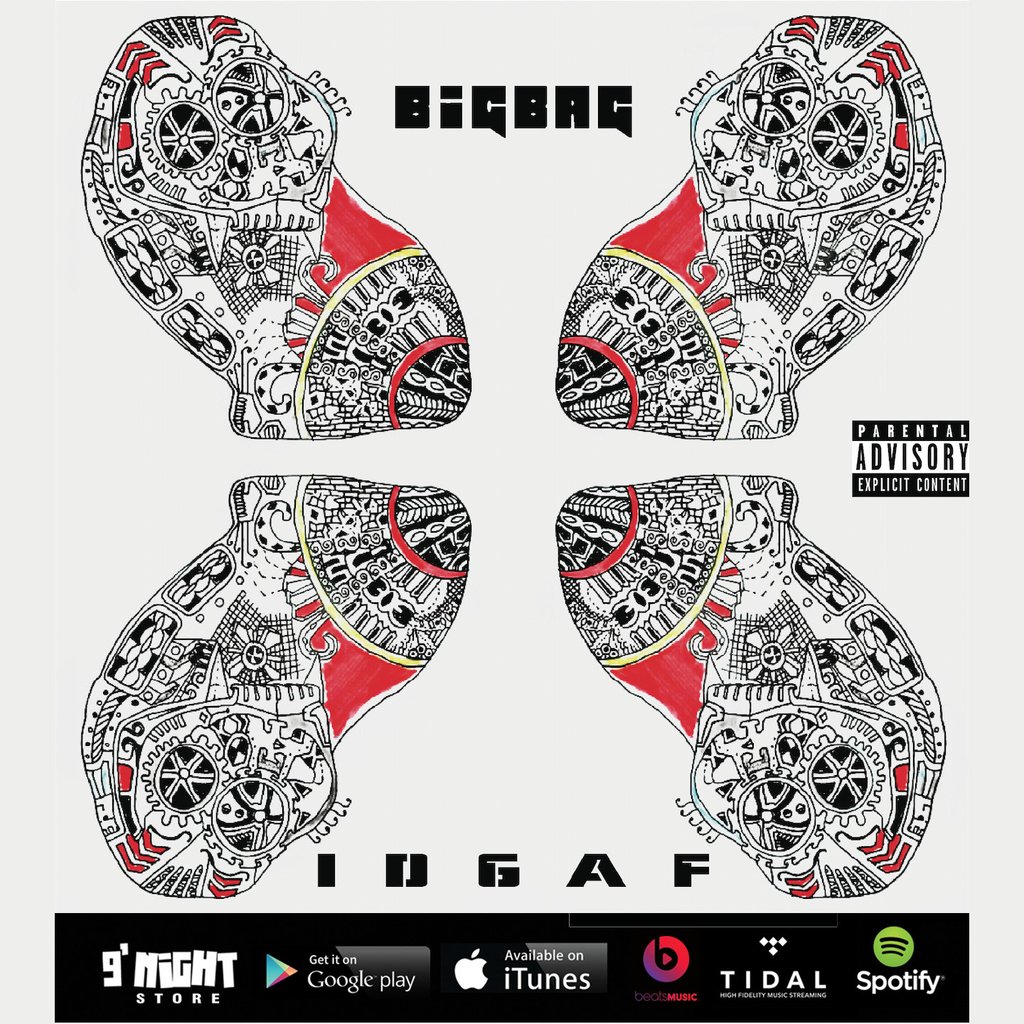 BiGBAG
PARENTAL
ADVISORY
EXPLICIT CONTENT
IDGAF
9' NiGHT
STORE
Get it on
Google play
Available on
iTunes
beatsMUSIC
TIDAL
HIGH FIDELITY MUSIC STREAMING
Spotify